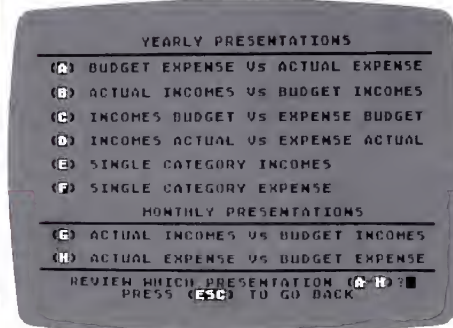 YEARLY PRESENTATIONS
(A) BUDGET EXPENSE Vs ACTUAL EXPENSE
(B) ACTUAL INCOMES Vs BUDGET INCOMES
(C) INCOMES BUDGET Vs EXPENSE BUDGET
(D) INCOMES ACTUAL Vs EXPENSE ACTUAL
(E) SINGLE CATEGORY INCOMES
(F) SINGLE CATEGORY EXPENSE
MONTHLY PRESENTATIONS
(G) ACTUAL INCOMES Vs BUDGET INCOMES
(H) ACTUAL EXPENSE Vs BUDGET EXPENSE
REVIEW WHICH PRESENTATION (A-H)?
PRESS (ESC) TO GO BACK